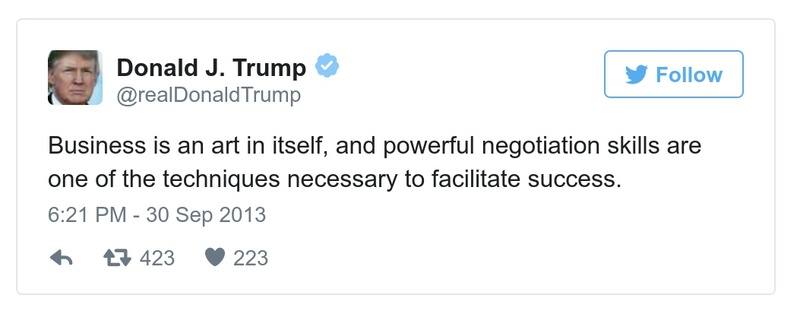 Donald J. Trump
@realDonaldTrump
Follow
Business is an art in itself, and powerful negotiation skills are
one of the techniques necessary to facilitate success.
6:21 PM - 30 Sep 2013
423
223